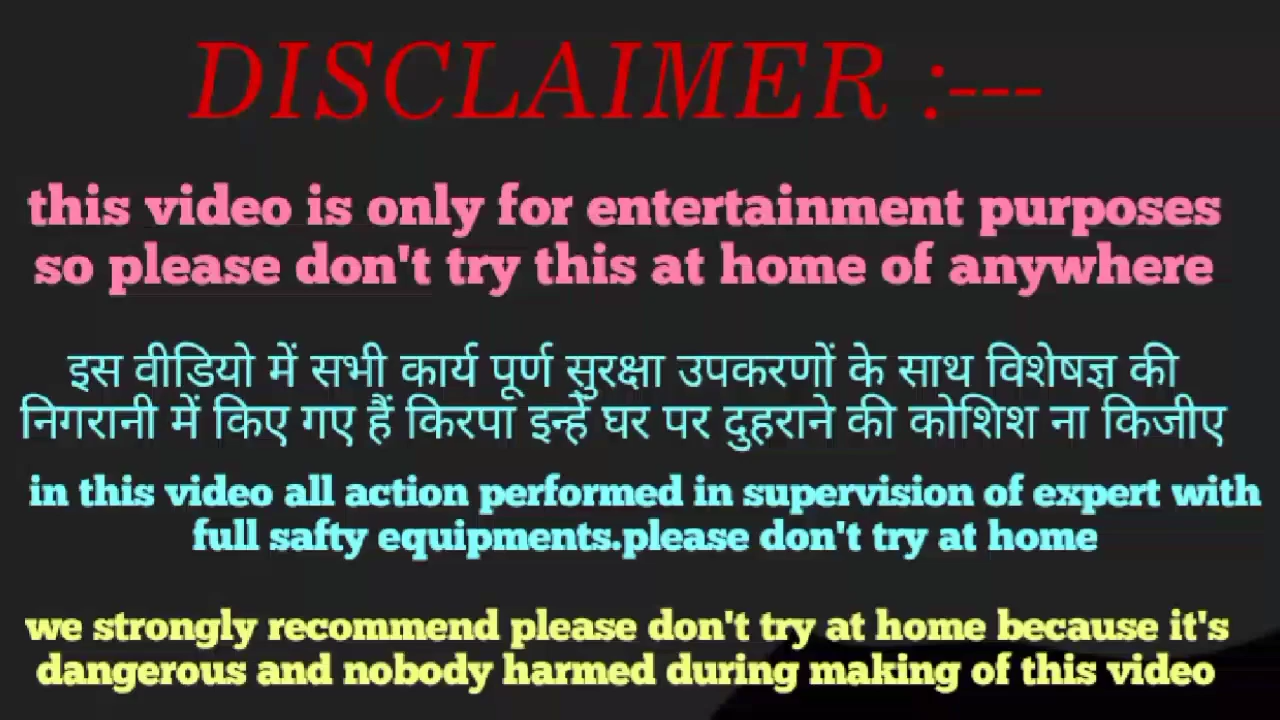 DISCLAIMER :---
this video is only for entertainment purposes
so please don't try this at home of anywhere
इस वीडियो में सभी कार्य पूर्ण सुरक्षा उपकरणों के साथ विशेषज्ञ की
निगरानी में किए गए हैं किरपा इन्हें घर पर दुहराने की कोशिश ना किजीए
in this video all action performed in supervision of expert with
full safty equipments.please don't try at home
we strongly recommend please don't try at home because it's
dangerous and nobody harmed during making of this video